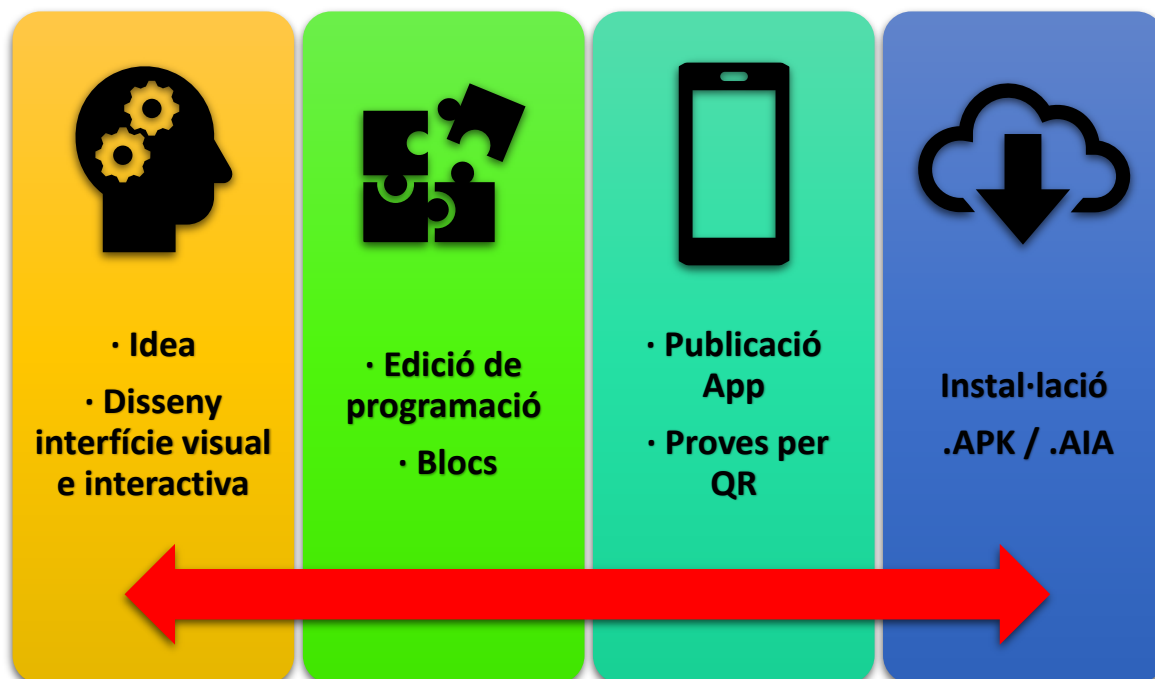 · Idea
· Disseny
interfície visual
e interactiva
· Edició de
programació
· Blocs
· Publicació
App
· Proves per
QR
Instal·lació
.APK / .AIA